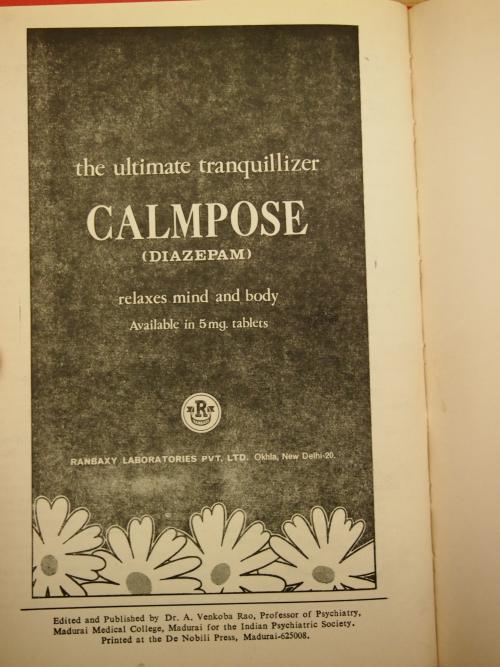 the ultimate tranquillizer
CALMPOSE
(DIAZEPAM)
relaxes mind and body
Available in 5 mg. tablets
R
RANBAXY LABORATORIES PVT. LTD. Okhla, New Delhi-20.
Edited and Published by Dr. A. Venkoba Rao, Professor of Psychiatry,
Madurai Medical College, Madurai for the Indian Psychiatric Society.
Printed at the De Nobili Press, Madurai-625008.